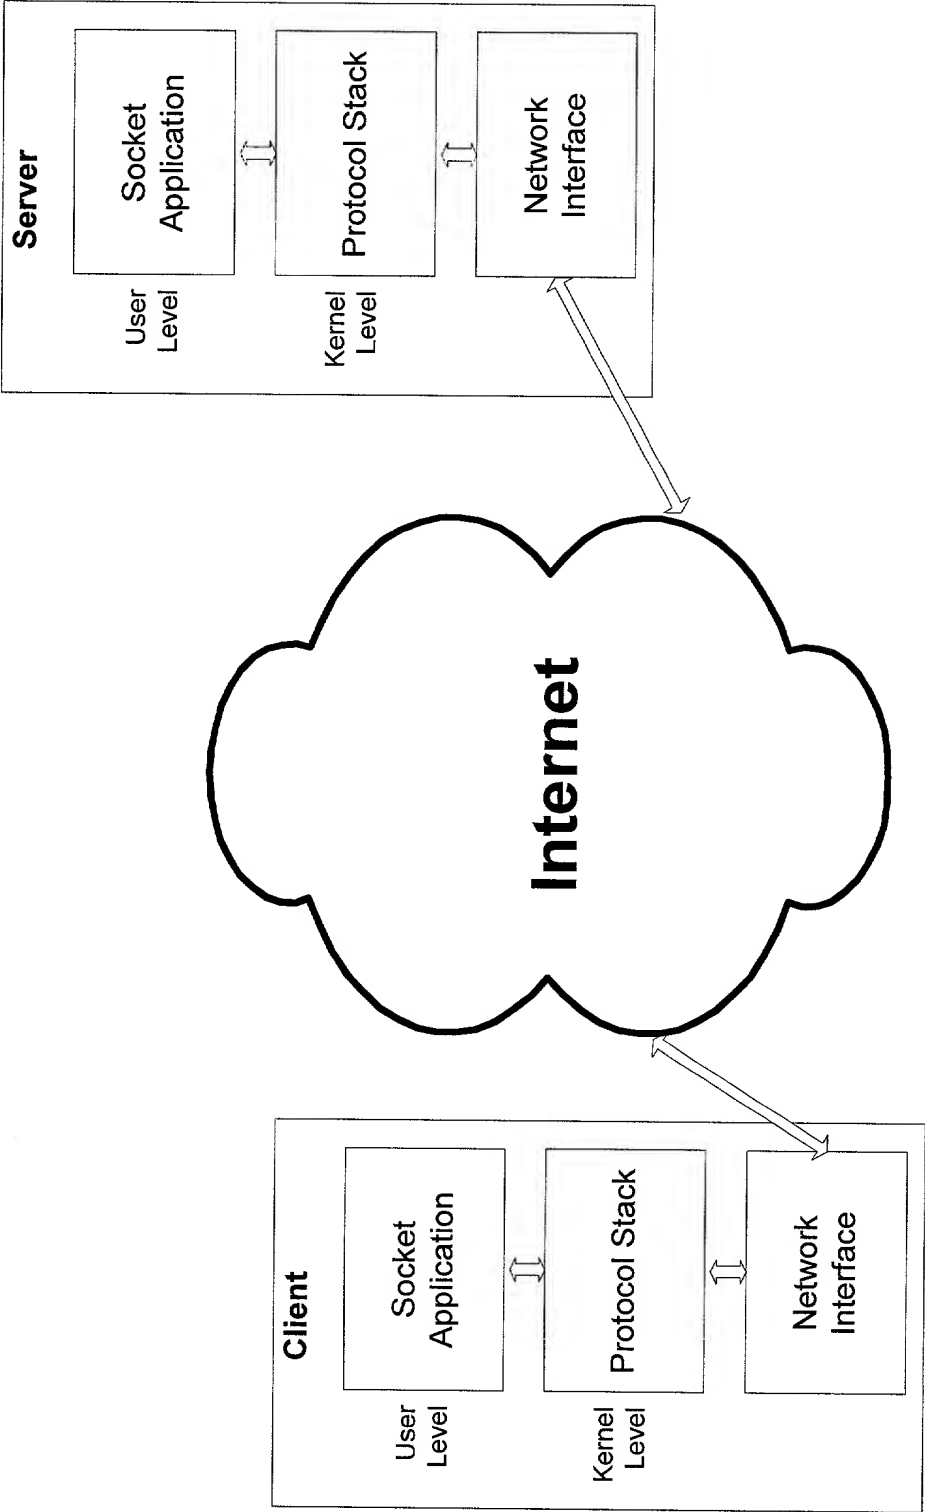 Client
User
Level
Socket
Application
Kernel
Level
Protocol Stack
Network
Interface
Internet
Server
User
Level
Socket
Application
Kernel
Level
Protocol Stack
Network
Interface